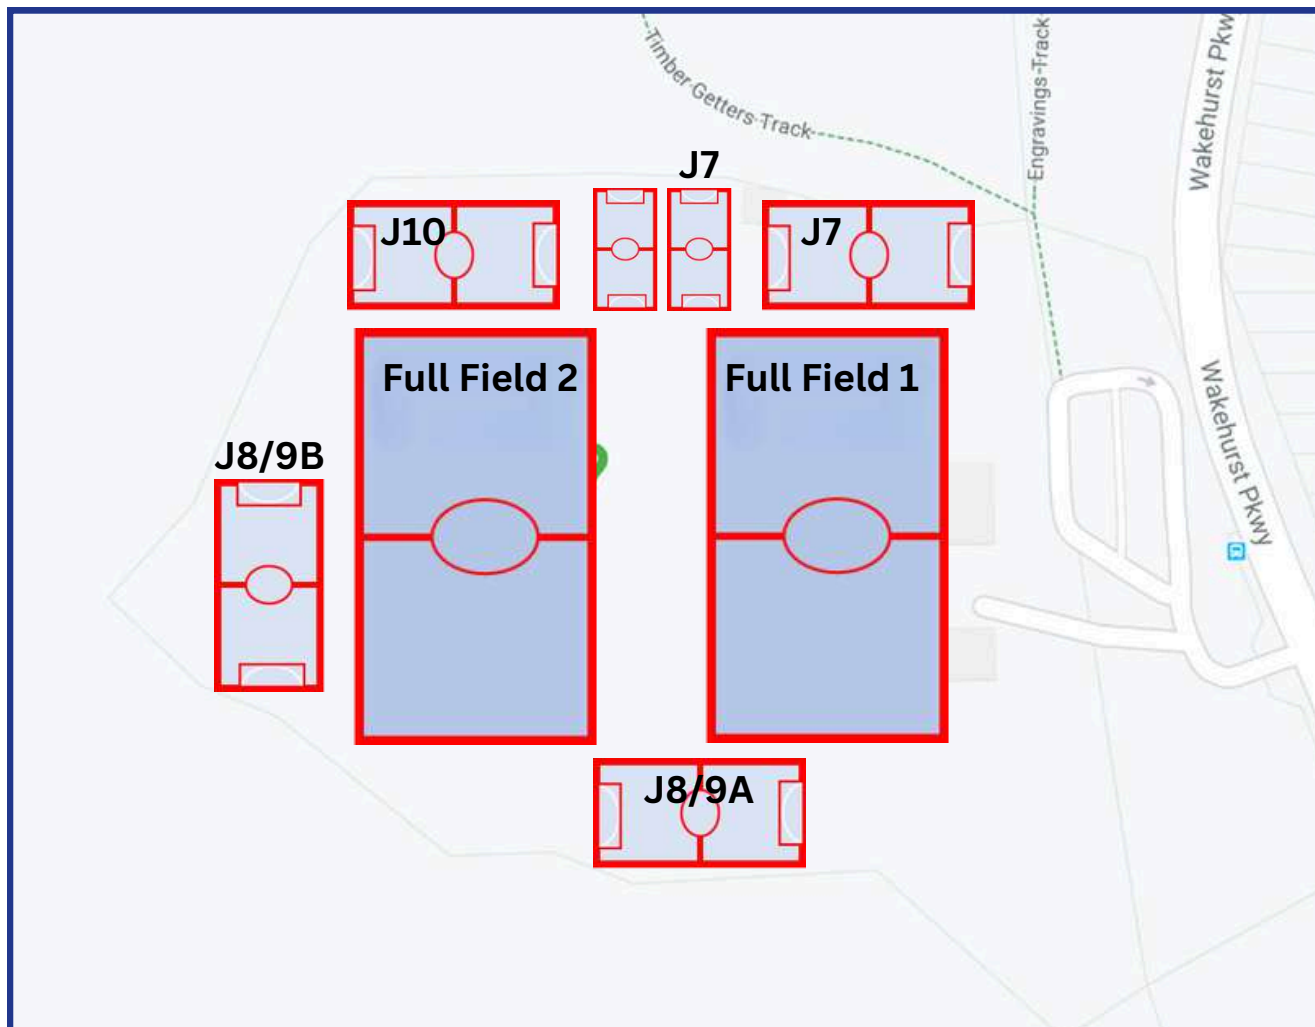 Timber Getters Track
Engravings Track
Wakehurst Pkwy
J7
J10
J7
Full Field 2
Full Field 1
J8/9B
Wakehurst Pkwy
J8/9A